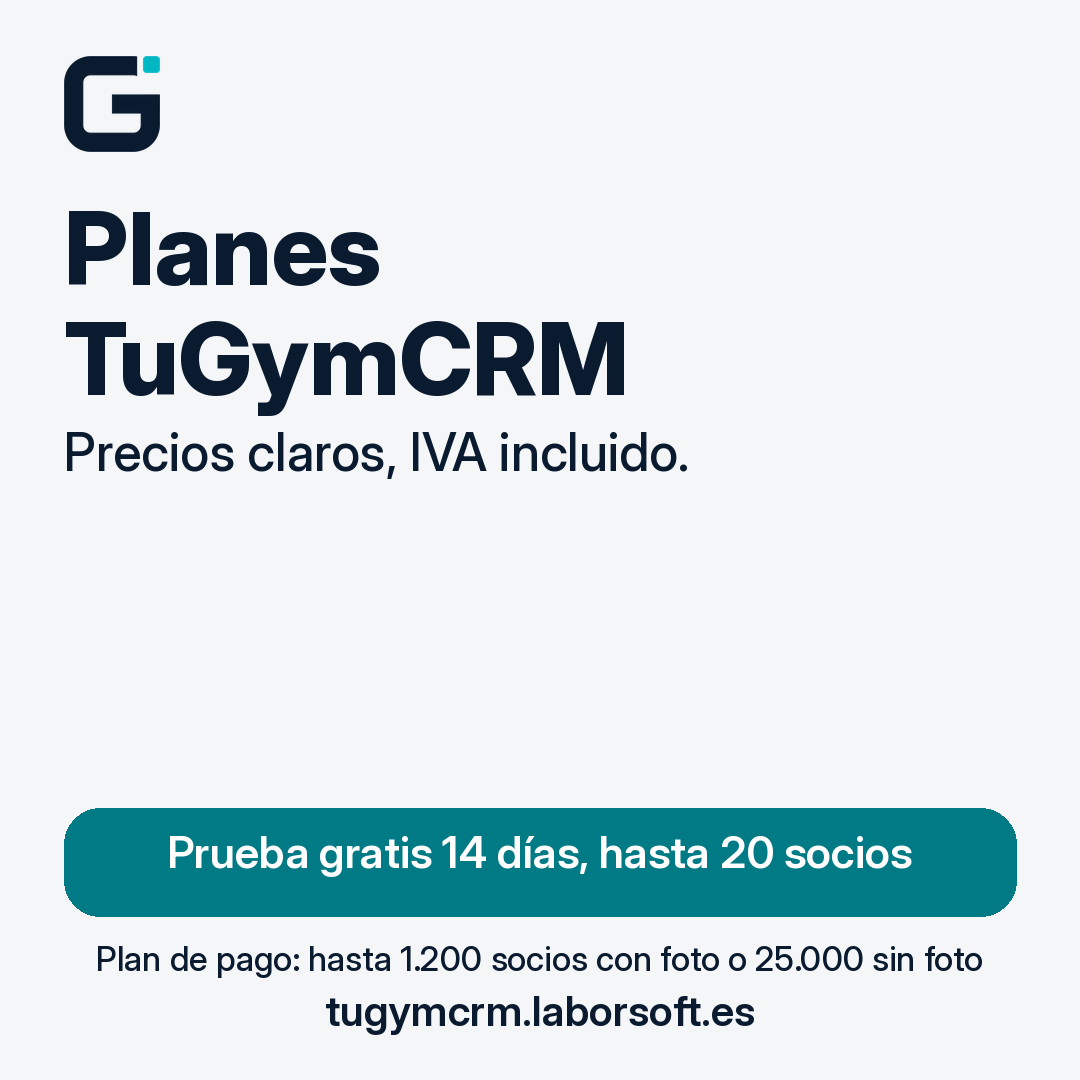 Planes
TuGymCRM
Precios claros, IVA incluido.
Prueba gratis 14 días, hasta 20 socios
Plan de pago: hasta 1.200 socios con foto o 25.000 sin foto
tugymcrm.laborsoft.es